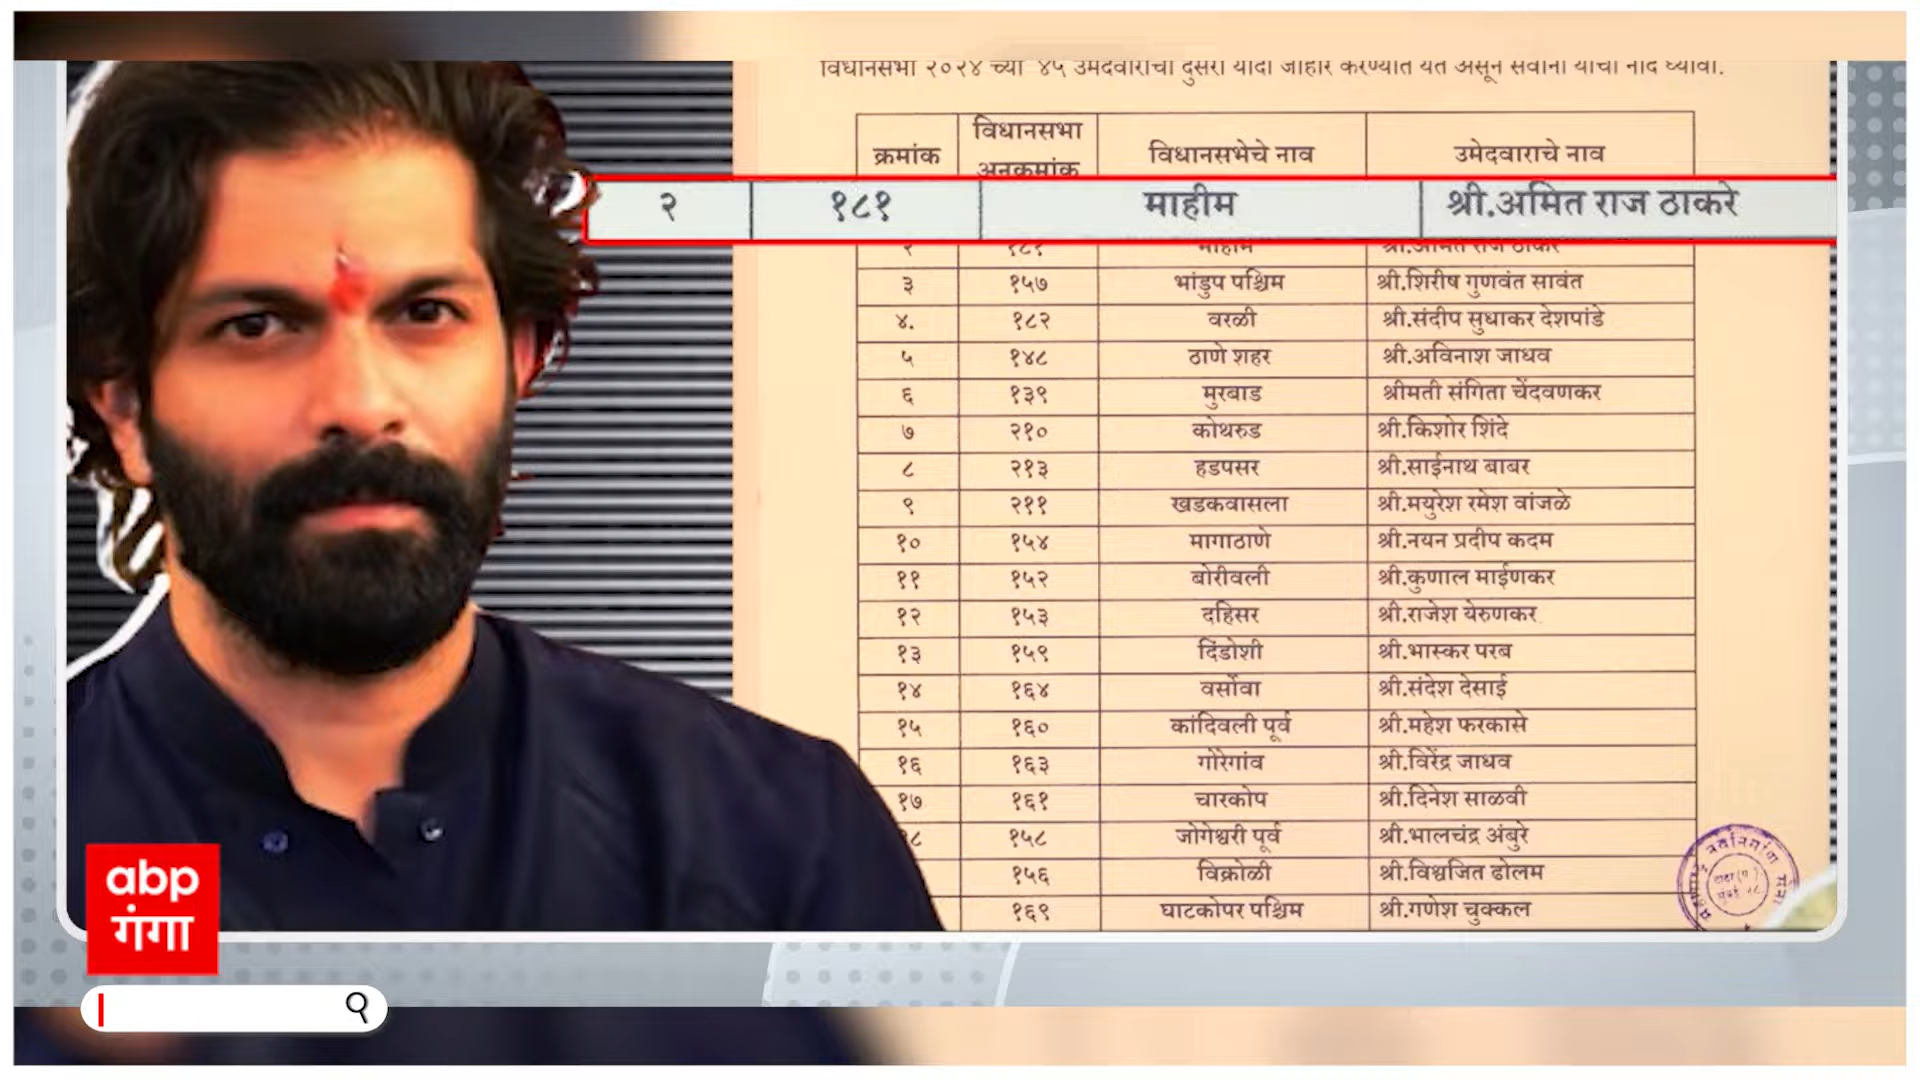 विधानसभा २०२४ च्या ४५ उमेदवारांची दुसरी यादी जाहीर करण्यात येत असून सर्वांनी याची नोंद घ्यावी.
क्रमांक विधानसभा अनुक्रमांक विधानसभेचे नाव उमेदवाराचे नाव
२ १८१ माहीम श्री.अमित राज ठाकरे
२ १८१ माहीम श्री.अमित राज ठाकरे
३ १५७ भांडुप पश्चिम श्री.शिरीष गुणवंत सावंत
४. १८२ वरळी श्री.संदीप सुधाकर देशपांडे
५ १४८ ठाणे शहर श्री.अविनाश जाधव
६ १३९ मुरबाड श्रीमती संगिता चेंदवणकर
७ २१० कोथरुड श्री.किशोर शिंदे
८ २१३ हडपसर श्री.साईनाथ बाबर
९ २११ खडकवासला श्री.मयुरेश रमेश वांजळे
१० १५४ मागाठाणे श्री.नयन प्रदीप कदम
११ १५२ बोरीवली श्री.कुणाल माईणकर
१२ १५३ दहिसर श्री.राजेश येरुणकर
१३ १५९ दिंडोशी श्री.भास्कर परब
१४ १६४ वर्सोवा श्री.संदेश देसाई
१५ १६० कांदिवली पूर्व श्री.महेश फरकासे
१६ १६३ गोरेगांव श्री.विरेंद्र जाधव
१७ १६१ चारकोप श्री.दिनेश साळवी
८ १५८ जोगेश्वरी पूर्व श्री.भालचंद्र अंबुरे
१५६ विक्रोळी श्री.विश्वजित ढोलम
१६९ घाटकोपर पश्चिम श्री.गणेश चुक्कल
abp
गंगा